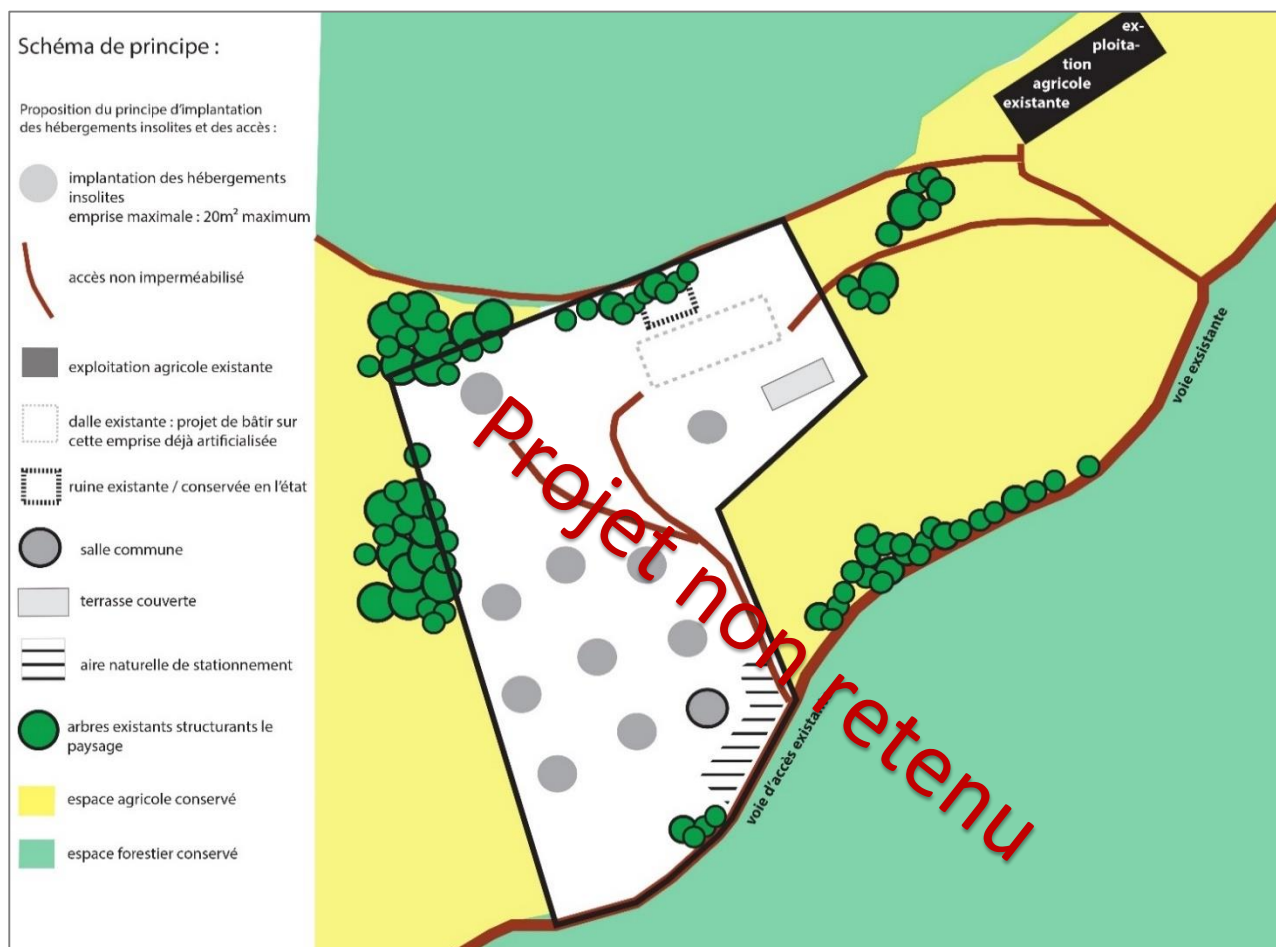 Schéma de principe :
Proposition du principe d'implantation
des hébergements insolites et des accès :
implantation des hébergements
insolites
emprise maximale : 20m² maximum
accès non imperméabilisé
exploitation agricole existante
dalle existante : projet de bâtir sur
cette emprise déjà artificialisée
ruine existante / conservée en l'état
salle commune
terrasse couverte
aire naturelle de stationnement
arbres existants structurants le
paysage
espace agricole conservé
espace forestier conservé
ex-
ploita-
tion
agricole
existante
voie exsistante
voie d'accès existant
Projet non retenu